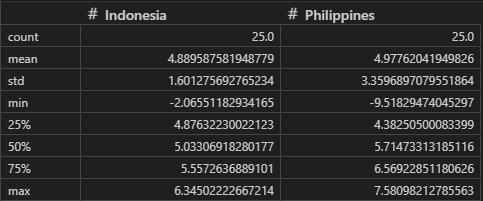 # Indonesia # Philippines
count 25.0 25.0
mean 4.889587581948779 4.97762041949826
std 1.601275692765234 3.3596897079551864
min -2.06551182934165 -9.51829474045297
25% 4.87632230022123 4.38250500083399
50% 5.03306918280177 5.71473313185116
75% 5.5572636889101 6.56922851180626
max 6.34502222667214 7.58098212785563